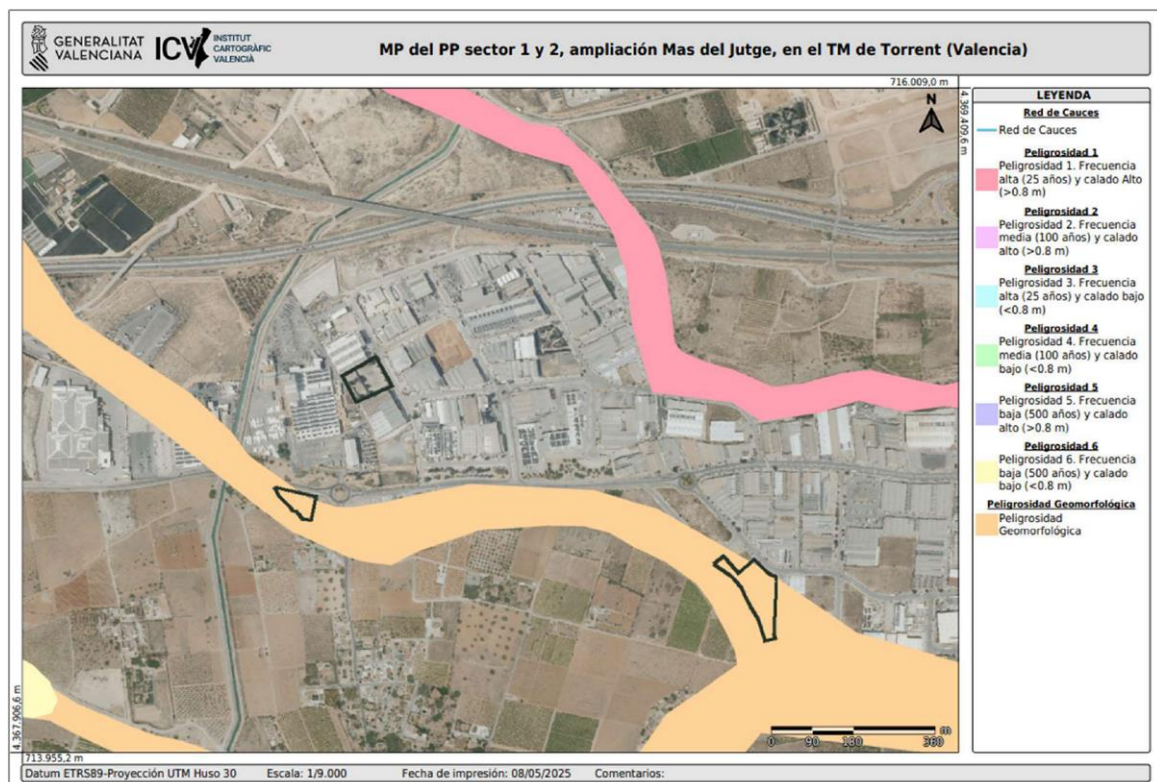 GENERALITAT
VALENCIANA
ICV
INSTITUT
CARTOGRÀFIC
VALENCIÀ
MP del PP sector 1 y 2, ampliación Mas del Jutge, en el TM de Torrent (Valencia)
716.009,0 m
4.369.409,6 m
N
LEYENDA
Red de Cauces
Red de Cauces
Peligrosidad 1
Peligrosidad 1. Frecuencia
alta (25 años) y calado Alto
(>0.8 m)
Peligrosidad 2
Peligrosidad 2. Frecuencia
media (100 años) y calado
alto (>0.8 m)
Peligrosidad 3
Peligrosidad 3. Frecuencia
alta (25 años) y calado bajo
(<0.8 m)
Peligrosidad 4
Peligrosidad 4. Frecuencia
media (100 años) y calado
bajo (<0.8 m)
Peligrosidad 5
Peligrosidad 5. Frecuencia
baja (500 años) y calado
alto (>0.8 m)
Peligrosidad 6
Peligrosidad 6. Frecuencia
baja (500 años) y calado
bajo (<0.8 m)
Peligrosidad Geomorfológica
Peligrosidad
Geomorfológica
4.367.906,6 m
m
0 90 180 360
713.955,2 m
Datum ETRS89-Proyección UTM Huso 30 Escala: 1/9.000 Fecha de impresión: 08/05/2025 Comentarios: